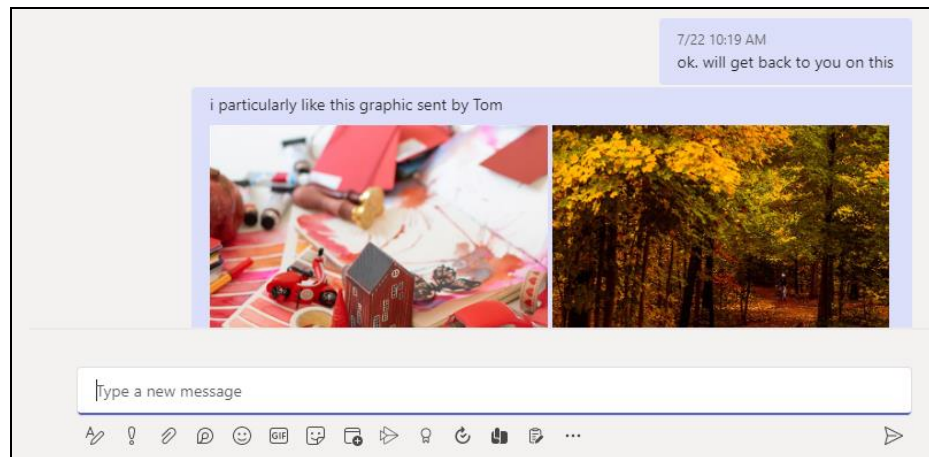 7/22 10:19 AM
ok. will get back to you on this
i particularly like this graphic sent by Tom
Type a new message
GIF